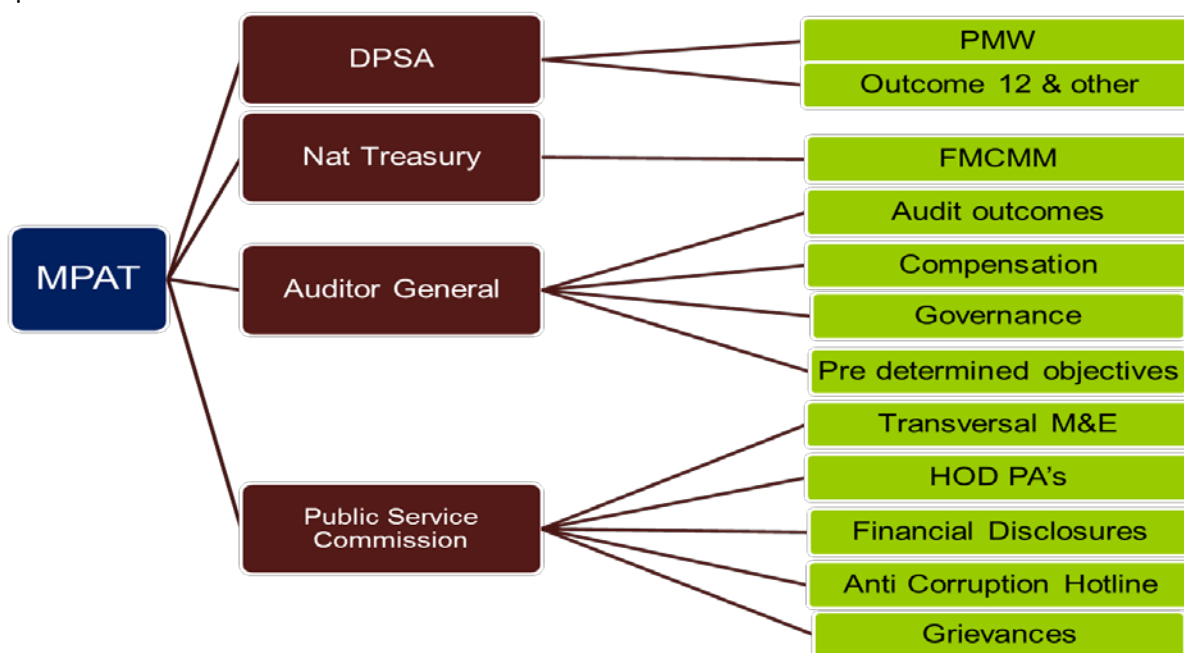 MPAT
DPSA
PMW
Outcome 12 & other
Nat Treasury
FMCMM
Auditor General
Audit outcomes
Compensation
Governance
Pre determined objectives
Public Service
Commission
Transversal M&E
HOD PA's
Financial Disclosures
Anti Corruption Hotline
Grievances